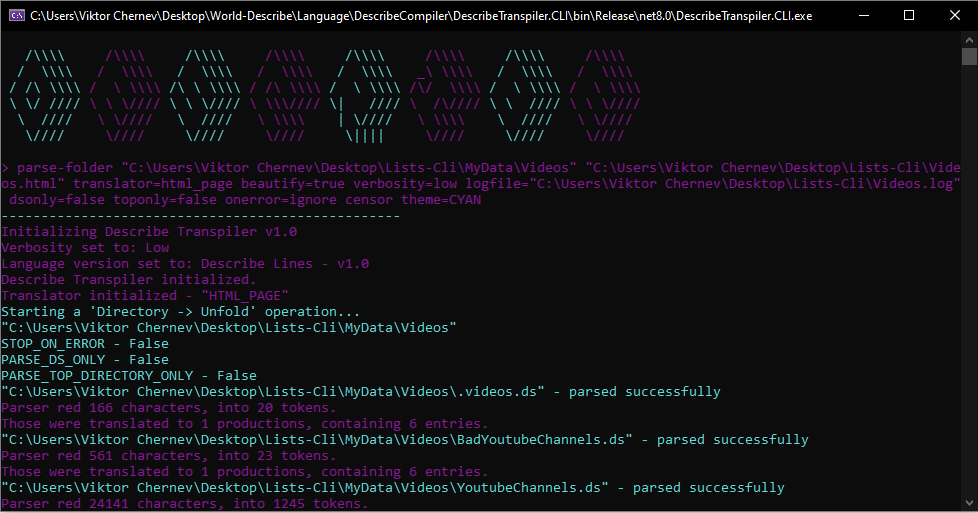 C:\Users\Viktor Chernev\Desktop\World-Describe\Language\DescribeCompiler\DescribeTranspiler.CLI\bin\Release\net8.0\DescribeTranspiler.CLI.exe
> parse-folder "C:\Users\Viktor Chernev\Desktop\Lists-Cli\MyData\Videos" "C:\Users\Viktor Chernev\Desktop\Lists-Cli\Vide
os.html" translator=html_page beautify=true verbosity=low logfile="C:\Users\Viktor Chernev\Desktop\Lists-Cli\Videos.log"
 dsonly=false toponly=false onerror=ignore censor theme=CYAN
--------------------------------------------------
Initializing Describe Transpiler v1.0
Verbosity set to: Low
Language version set to: Describe Lines - v1.0
Describe Transpiler initialized.
Translator initialized - "HTML_PAGE"
Starting a 'Directory -> Unfold' operation...
"C:\Users\Viktor Chernev\Desktop\Lists-Cli\MyData\Videos"
STOP_ON_ERROR - False
PARSE_DS_ONLY - False
PARSE_TOP_DIRECTORY_ONLY - False
"C:\Users\Viktor Chernev\Desktop\Lists-Cli\MyData\Videos\.videos.ds" - parsed successfully
Parser red 166 characters, into 20 tokens.
Those were translated to 1 productions, containing 6 entries.
"C:\Users\Viktor Chernev\Desktop\Lists-Cli\MyData\Videos\BadYoutubeChannels.ds" - parsed successfully
Parser red 561 characters, into 23 tokens.
Those were translated to 1 productions, containing 6 entries.
"C:\Users\Viktor Chernev\Desktop\Lists-Cli\MyData\Videos\YoutubeChannels.ds" - parsed successfully
Parser red 24141 characters, into 1245 tokens.